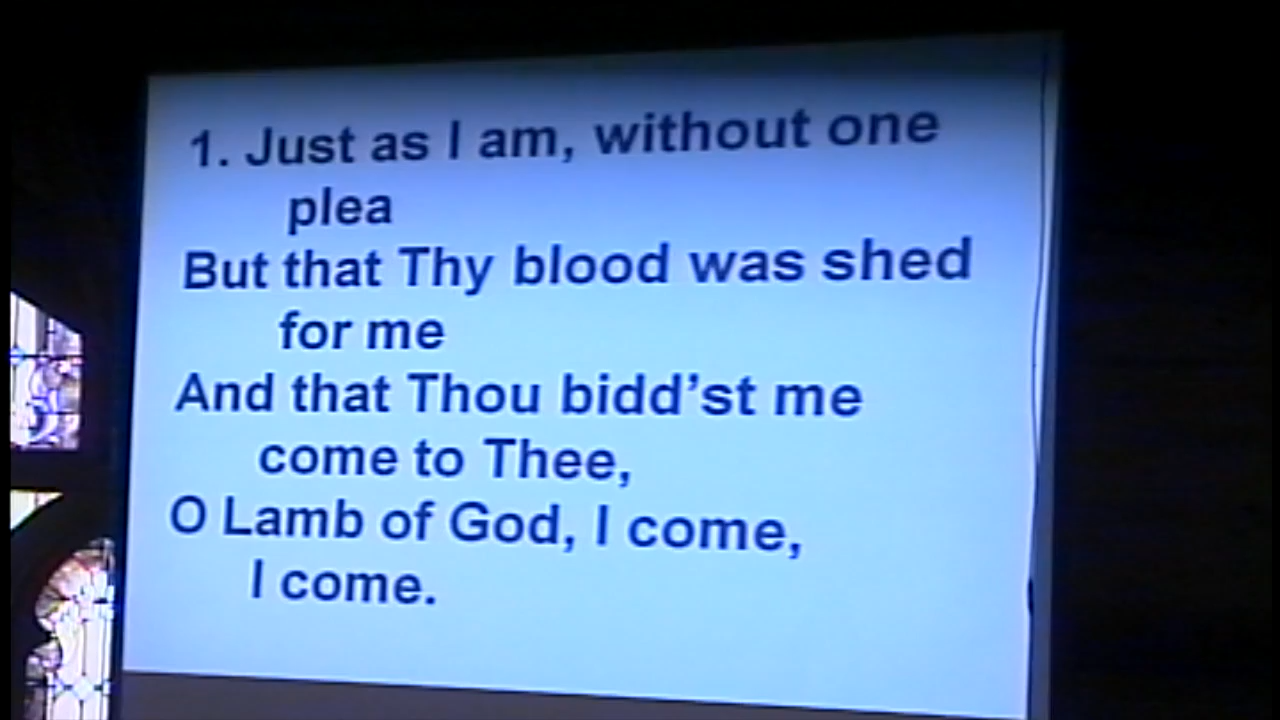 1. Just as I am, without one
plea
But that Thy blood was shed
for me
And that Thou bidd’st me
come to Thee,
O Lamb of God, I come,
I come.